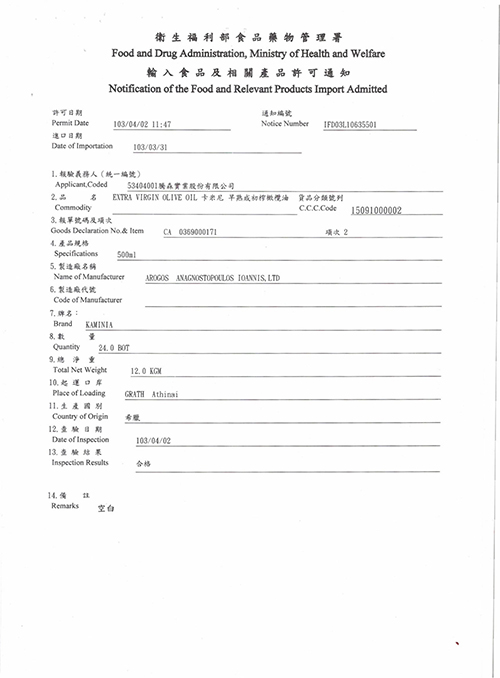 衛生福利部食品藥物管理署
Food and Drug Administration, Ministry of Health and Welfare
輸入食品及相關產品許可通知
Notification of the Food and Relevant Products Import Admitted
許可日期 通知編號
Permit Date 103/04/02 11:47 Notice Number IFD03L10635501
進口日期
Date of Importation 103/03/31
1.報驗義務人(統一編號)
Applicant,Coded 53404001騰森實業股份有限公司
2.品名 EXTRA VIRGIN OLIVE OIL 卡米尼 早熟成初榨橄欖油 貨品分類號列
Commodity C.C.C.Code 15091000002
3.報單號碼及項次
Goods Declaration No.& Item CA 0369000171 項次 2
4.產品規格
Specifications 500ml
5.製造廠名稱
Name of Manufacturer AROGOS ANAGNOSTOPOULOS IOANNIS,LTD
6.製造廠代號
Code of Manufacturer
7.牌名:
Brand KAMINIA
8.數量
Quantity 24.0 BOT
9.總淨重
Total Net Weight 12.0 KGM
10.起運口岸
Place of Loading GRATH Athinai
11.生產國別
Country of Origin 希臘
12.查驗日期
Date of Inspection 103/04/02
13.查驗結果
Inspection Results 合格
14.備註
Remarks 空白